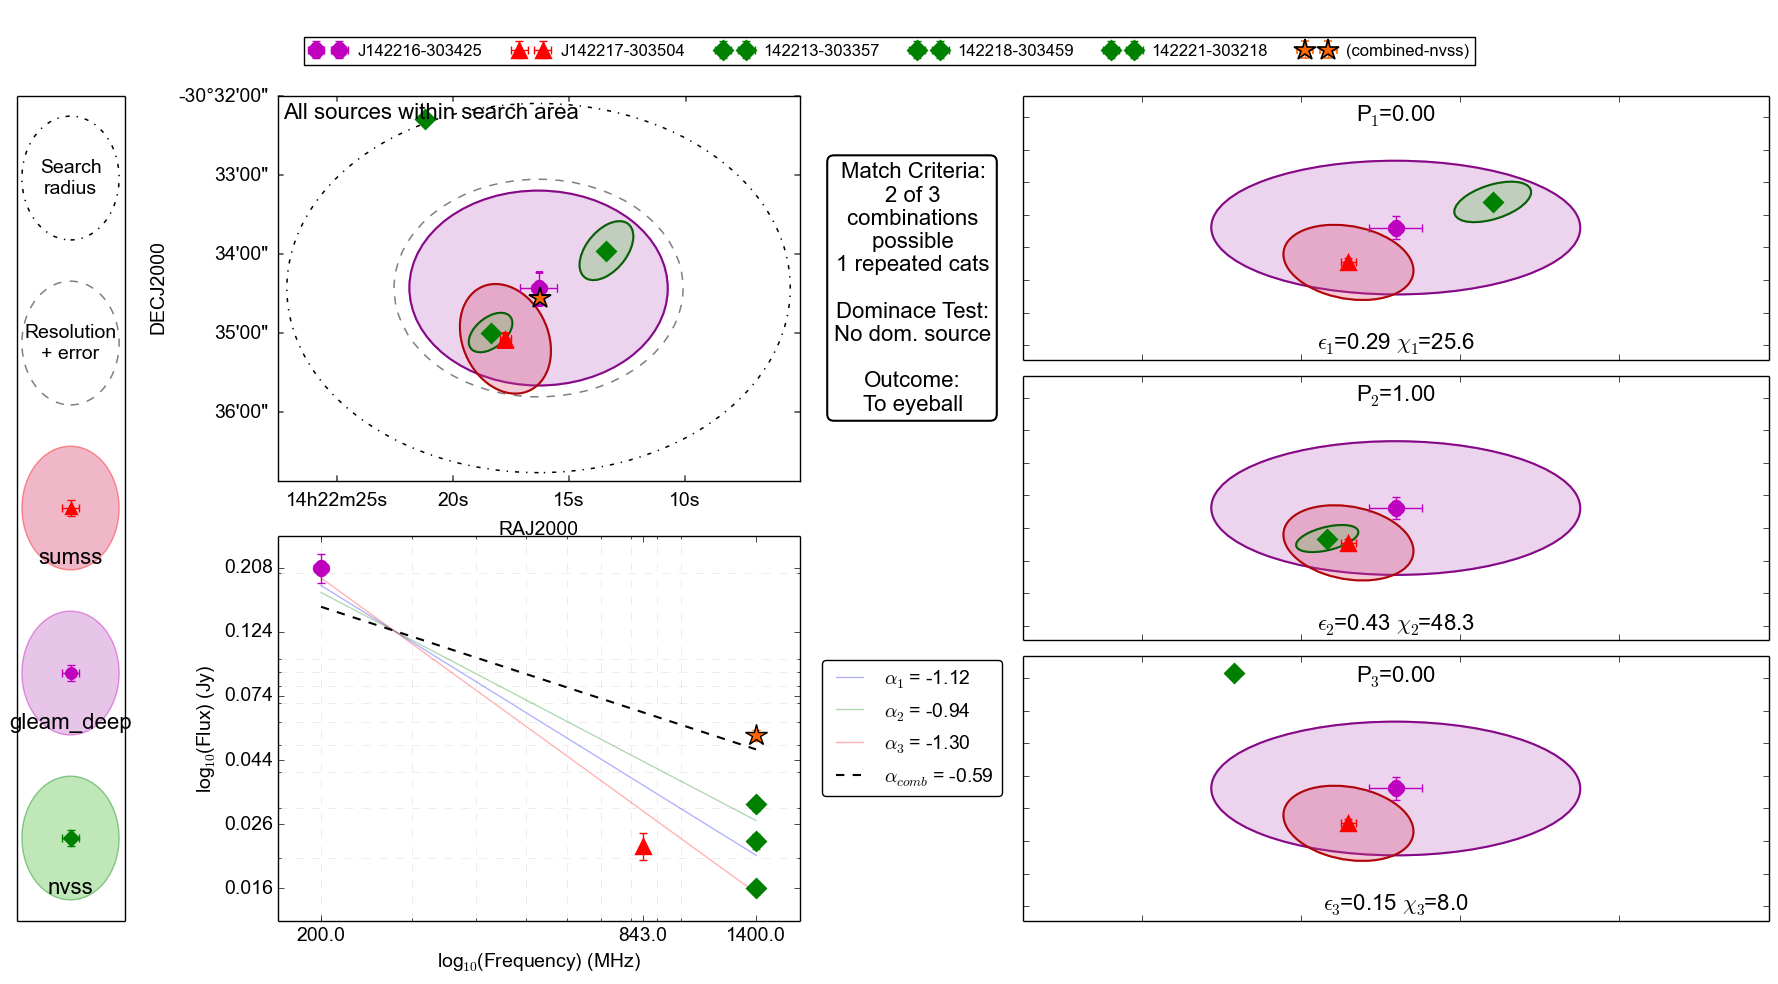 J142216-303425 J142217-303504 142213-303357 142218-303459 142221-303218 (combined-nvss)
Search
radius
Resolution
+ error
sumss
gleam_deep
nvss
All sources within search area
-30°32'00"
33'00"
34'00"
35'00"
36'00"
DECJ2000
14h22m25s 20s 15s 10s
RAJ2000
Match Criteria:
2 of 3
combinations
possible
1 repeated cats
Dominace Test:
No dom. source
Outcome:
To eyeball
0.208
0.124
0.074
0.044
0.026
0.016
log10(Flux) (Jy)
200.0 843.0 1400.0
log10(Frequency) (MHz)
α1 = -1.12
α2 = -0.94
α3 = -1.30
αcomb = -0.59
P1=0.00
ϵ1=0.29 χ1=25.6
P2=1.00
ϵ2=0.43 χ2=48.3
P3=0.00
ϵ3=0.15 χ3=8.0